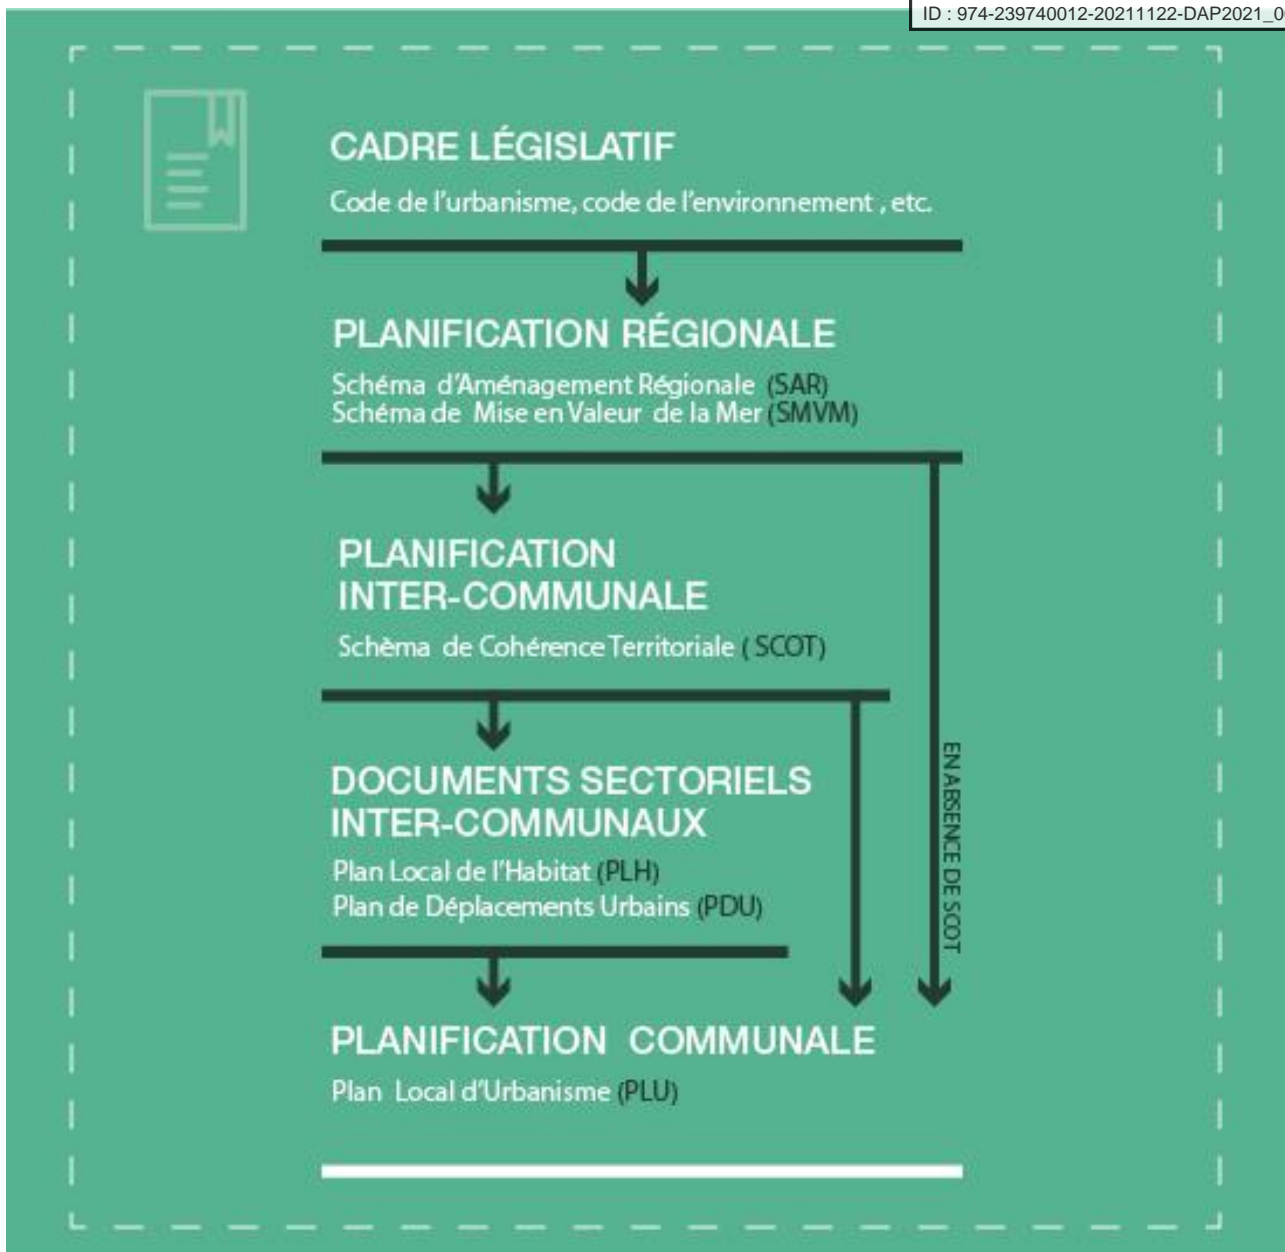 ID : 974-239740012-20211122-DAP2021_0
CADRE LÉGISLATIF
Code de l'urbanisme, code de l'environnement , etc.
PLANIFICATION RÉGIONALE
Schéma d'Aménagement Régionale (SAR)
Schéma de Mise en Valeur de la Mer (SMVM)
PLANIFICATION
INTER-COMMUNALE
Schèma de Cohérence Territoriale ( SCOT)
DOCUMENTS SECTORIELS
INTER-COMMUNAUX
Plan Local de l'Habitat (PLH)
Plan de Déplacements Urbains (PDU)
EN ABSENCE DE SCOT
PLANIFICATION COMMUNALE
Plan Local d'Urbanisme (PLU)